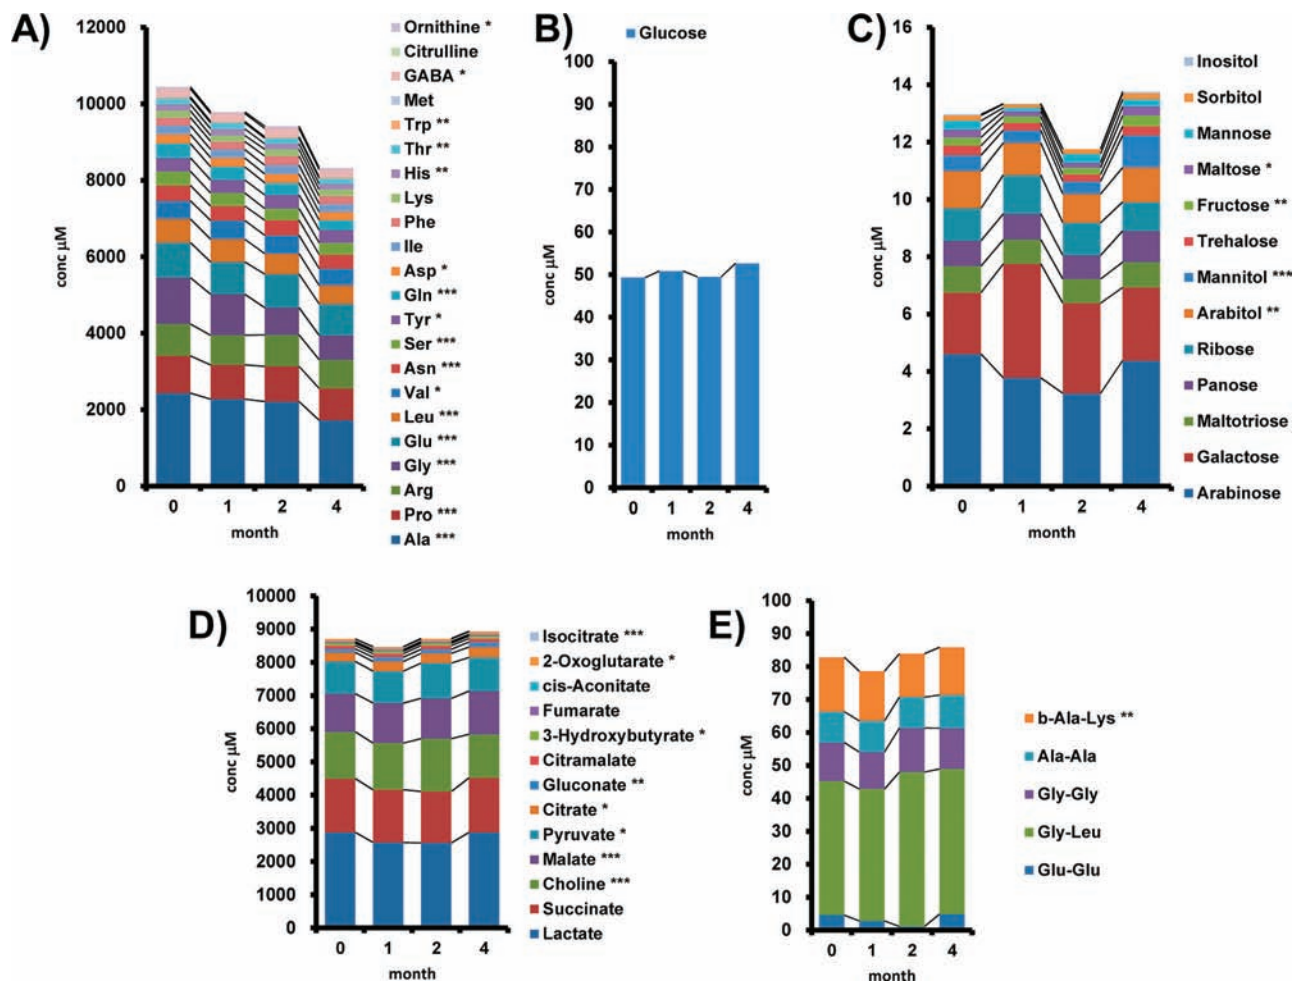 A)
12000
10000
8000
6000
4000
2000
0
conc µM
0 1 2 4
month
Ornithine *
Citrulline
GABA *
Met
Trp **
Thr **
His **
Lys
Phe
Ile
Asp *
Gln ***
Tyr *
Ser ***
Asn ***
Val *
Leu ***
Glu ***
Gly ***
Arg
Pro ***
Ala ***
B)
Glucose
100
90
80
70
60
50
40
30
20
10
0
conc µM
0 1 2 4
month
C)
16
14
12
10
8
6
4
2
0
conc µM
0 1 2 4
month
Inositol
Sorbitol
Mannose
Maltose *
Fructose **
Trehalose
Mannitol ***
Arabitol **
Ribose
Panose
Maltotriose
Galactose
Arabinose
D)
10000
9000
8000
7000
6000
5000
4000
3000
2000
1000
0
conc µM
0 1 2 4
month
Isocitrate ***
2-Oxoglutarate *
cis-Aconitate
Fumarate
3-Hydroxybutyrate *
Citramalate
Gluconate **
Citrate *
Pyruvate *
Malate ***
Choline ***
Succinate
Lactate
E)
100
90
80
70
60
50
40
30
20
10
0
conc µM
0 1 2 4
month
b-Ala-Lys **
Ala-Ala
Gly-Gly
Gly-Leu
Glu-Glu